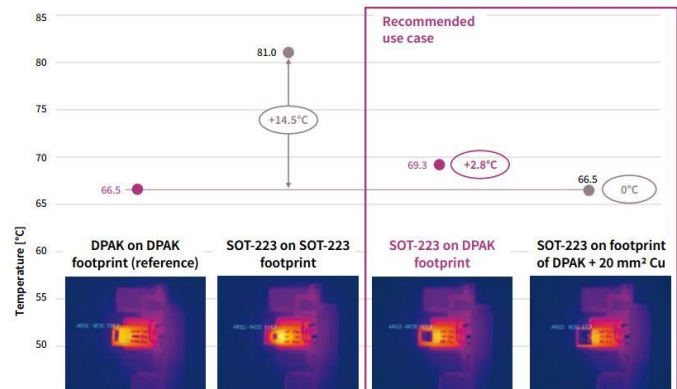 85
80
75
70
65
60
55
50
Temperature [°C]
Recommended
use case
81.0
+14.5°C
66.5
69.3
+2.8°C
66.5
0°C
DPAK on DPAK
footprint (reference)
SOT-223 on SOT-223
footprint
SOT-223 on DPAK
footprint
SOT-223 on footprint
of DPAK + 20 mm² Cu